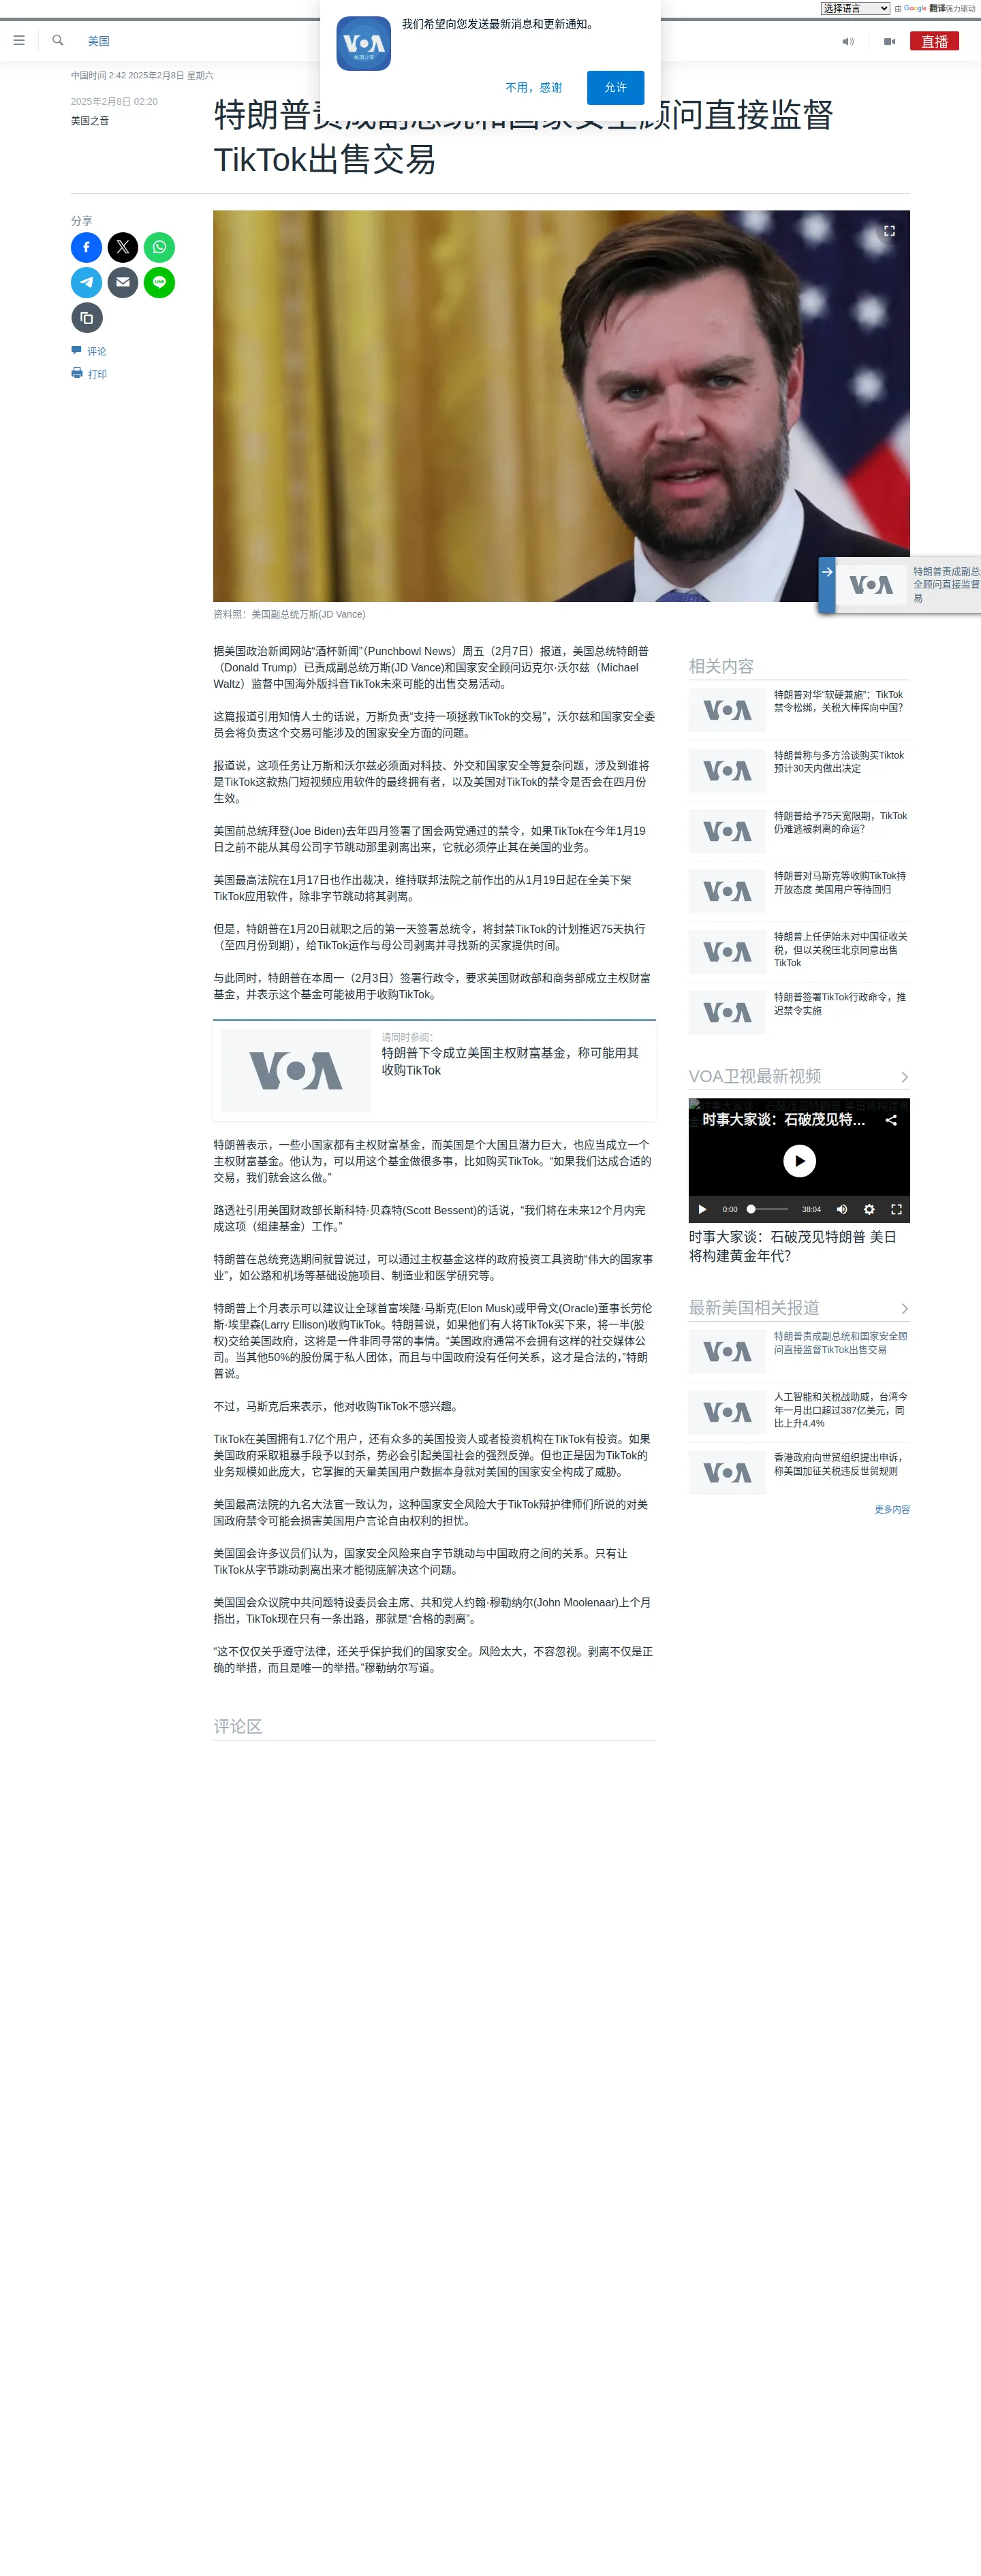 选择语言
由 Google 翻译强力驱动
我们希望向您发送最新消息和更新通知。
VOA
美国之音
不用，感谢
允许
美国
直播
中国时间 2:42 2025年2月8日 星期六
2025年2月8日 02:20
美国之音
特朗普责成副总统和国家安全顾问直接监督
TikTok出售交易
分享
评论
打印
资料照：美国副总统万斯(JD Vance)
VOA
特朗普责成副总
全顾问直接监督
易
据美国政治新闻网站“酒杯新闻”（Punchbowl News）周五（2月7日）报道，美国总统特朗普
（Donald Trump）已责成副总统万斯(JD Vance)和国家安全顾问迈克尔·沃尔兹（Michael
Waltz）监督中国海外版抖音TikTok未来可能的出售交易活动。
这篇报道引用知情人士的话说，万斯负责“支持一项拯救TikTok的交易”，沃尔兹和国家安全委
员会将负责这个交易可能涉及的国家安全方面的问题。
报道说，这项任务让万斯和沃尔兹必须面对科技、外交和国家安全等复杂问题，涉及到谁将
是TikTok这款热门短视频应用软件的最终拥有者，以及美国对TikTok的禁令是否会在四月份
生效。
美国前总统拜登(Joe Biden)去年四月签署了国会两党通过的禁令，如果TikTok在今年1月19
日之前不能从其母公司字节跳动那里剥离出来，它就必须停止其在美国的业务。
美国最高法院在1月17日也作出裁决，维持联邦法院之前作出的从1月19日起在全美下架
TikTok应用软件，除非字节跳动将其剥离。
但是，特朗普在1月20日就职之后的第一天签署总统令，将封禁TikTok的计划推迟75天执行
（至四月份到期），给TikTok运作与母公司剥离并寻找新的买家提供时间。
与此同时，特朗普在本周一（2月3日）签署行政令，要求美国财政部和商务部成立主权财富
基金，并表示这个基金可能被用于收购TikTok。
VOA
请同时参阅：
特朗普下令成立美国主权财富基金，称可能用其
收购TikTok
特朗普表示，一些小国家都有主权财富基金，而美国是个大国且潜力巨大，也应当成立一个
主权财富基金。他认为，可以用这个基金做很多事，比如购买TikTok。“如果我们达成合适的
交易，我们就会这么做。”
路透社引用美国财政部长斯科特·贝森特(Scott Bessent)的话说，“我们将在未来12个月内完
成这项（组建基金）工作。”
特朗普在总统竞选期间就曾说过，可以通过主权基金这样的政府投资工具资助“伟大的国家事
业”，如公路和机场等基础设施项目、制造业和医学研究等。
特朗普上个月表示可以建议让全球首富埃隆·马斯克(Elon Musk)或甲骨文(Oracle)董事长劳伦
斯·埃里森(Larry Ellison)收购TikTok。特朗普说，如果他们有人将TikTok买下来，将一半(股
权)交给美国政府，这将是一件非同寻常的事情。“美国政府通常不会拥有这样的社交媒体公
司。当其他50%的股份属于私人团体，而且与中国政府没有任何关系，这才是合法的，”特朗
普说。
不过，马斯克后来表示，他对收购TikTok不感兴趣。
TikTok在美国拥有1.7亿个用户，还有众多的美国投资人或者投资机构在TikTok有投资。如果
美国政府采取粗暴手段予以封杀，势必会引起美国社会的强烈反弹。但也正是因为TikTok的
业务规模如此庞大，它掌握的天量美国用户数据本身就对美国的国家安全构成了威胁。
美国最高法院的九名大法官一致认为，这种国家安全风险大于TikTok辩护律师们所说的对美
国政府禁令可能会损害美国用户言论自由权利的担忧。
美国国会许多议员们认为，国家安全风险来自字节跳动与中国政府之间的关系。只有让
TikTok从字节跳动剥离出来才能彻底解决这个问题。
美国国会众议院中共问题特设委员会主席、共和党人约翰·穆勒纳尔(John Moolenaar)上个月
指出，TikTok现在只有一条出路，那就是“合格的剥离”。
“这不仅仅关乎遵守法律，还关乎保护我们的国家安全。风险太大，不容忽视。剥离不仅是正
确的举措，而且是唯一的举措。”穆勒纳尔写道。
评论区
相关内容
VOA
特朗普对华“软硬兼施”：TikTok
禁令松绑，关税大棒挥向中国？
VOA
特朗普称与多方洽谈购买Tiktok
预计30天内做出决定
VOA
特朗普给予75天宽限期，TikTok
仍难逃被剥离的命运？
VOA
特朗普对马斯克等收购TikTok持
开放态度 美国用户等待回归
VOA
特朗普上任伊始未对中国征收关
税，但以关税压北京同意出售
TikTok
VOA
特朗普签署TikTok行政命令，推
迟禁令实施
VOA卫视最新视频
时事大家谈：石破茂见特…
0:00
38:04
时事大家谈：石破茂见特朗普 美日
将构建黄金年代？
最新美国相关报道
VOA
特朗普责成副总统和国家安全顾
问直接监督TikTok出售交易
VOA
人工智能和关税战助威，台湾今
年一月出口超过387亿美元，同
比上升4.4%
VOA
香港政府向世贸组织提出申诉，
称美国加征关税违反世贸规则
更多内容